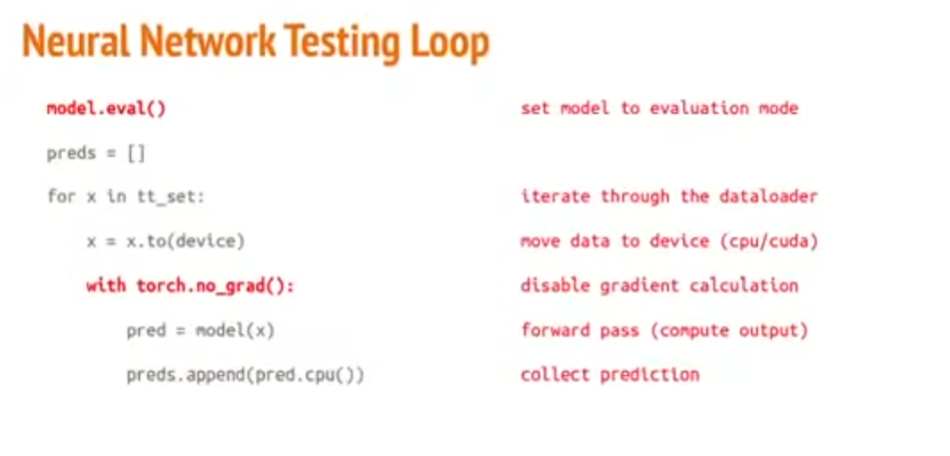 Neural Network Testing Loop
model.eval() set model to evaluation mode
preds = []
for x in tt_set: iterate through the dataloader
x = x.to(device) move data to device (cpu/cuda)
with torch.no_grad(): disable gradient calculation
pred = model(x) forward pass (compute output)
preds.append(pred.cpu()) collect prediction